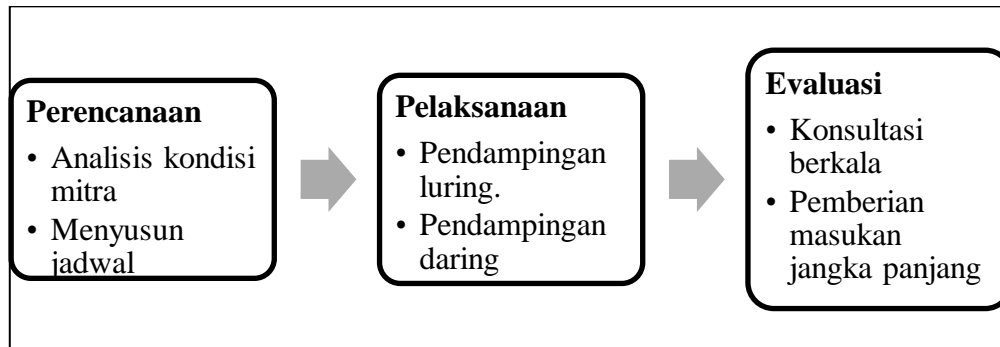 Perencanaan
• Analisis kondisi
mitra
• Menyusun
jadwal
Pelaksanaan
• Pendampingan
luring.
• Pendampingan
daring
Evaluasi
• Konsultasi
berkala
• Pemberian
masukan
jangka panjang